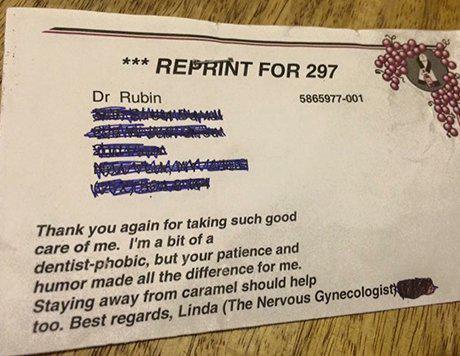 *** REPRINT FOR 297
Dr Rubin
5865977-001
Thank you again for taking such good
care of me. I'm a bit of a
dentist-phobic, but your patience and
humor made all the difference for me.
Staying away from caramel should help
too. Best regards, Linda (The Nervous Gynecologist)